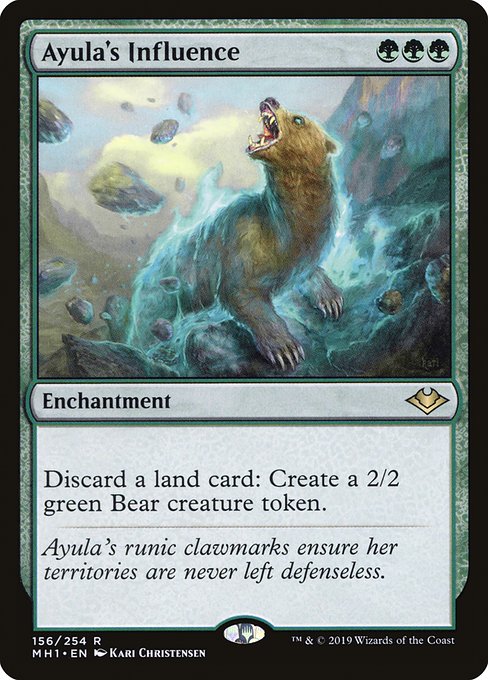 Ayula's Influence
Kari
Enchantment
Discard a land card: Create a 2/2
green Bear creature token.
Ayula's runic clawmarks ensure her
territories are never left defenseless.
156/254 R
MH1 • EN Kari Christensen
™ & © 2019 Wizards of the Coast